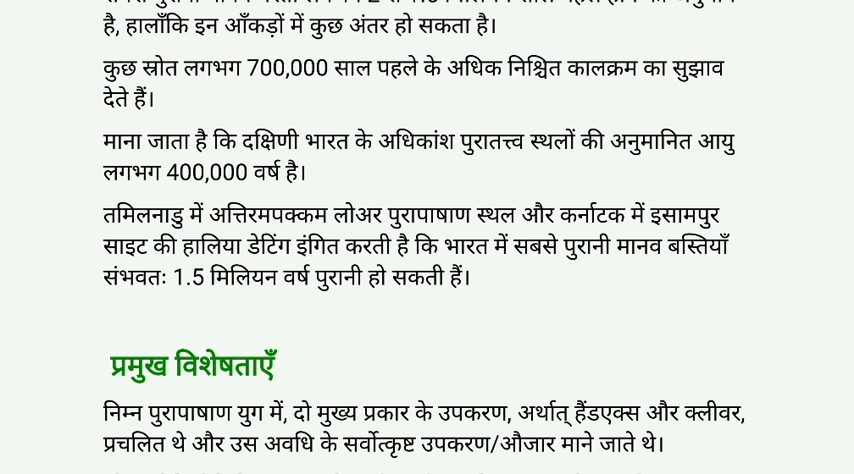 है, हालाँकि इन आँकड़ों में कुछ अंतर हो सकता है।
कुछ स्रोत लगभग 700,000 साल पहले के अधिक निश्चित कालक्रम का सुझाव
देते हैं।
माना जाता है कि दक्षिणी भारत के अधिकांश पुरातत्त्व स्थलों की अनुमानित आयु
लगभग 400,000 वर्ष है।
तमिलनाडु में अत्तिरमपक्कम लोअर पुरापाषाण स्थल और कर्नाटक में इसामपुर
साइट की हालिया डेटिंग इंगित करती है कि भारत में सबसे पुरानी मानव बस्तियाँ
संभवतः 1.5 मिलियन वर्ष पुरानी हो सकती हैं।
प्रमुख विशेषताएँ
निम्न पुरापाषाण युग में, दो मुख्य प्रकार के उपकरण, अर्थात् हैंडएक्स और क्लीवर,
प्रचलित थे और उस अवधि के सर्वोत्कृष्ट उपकरण/औजार माने जाते थे।